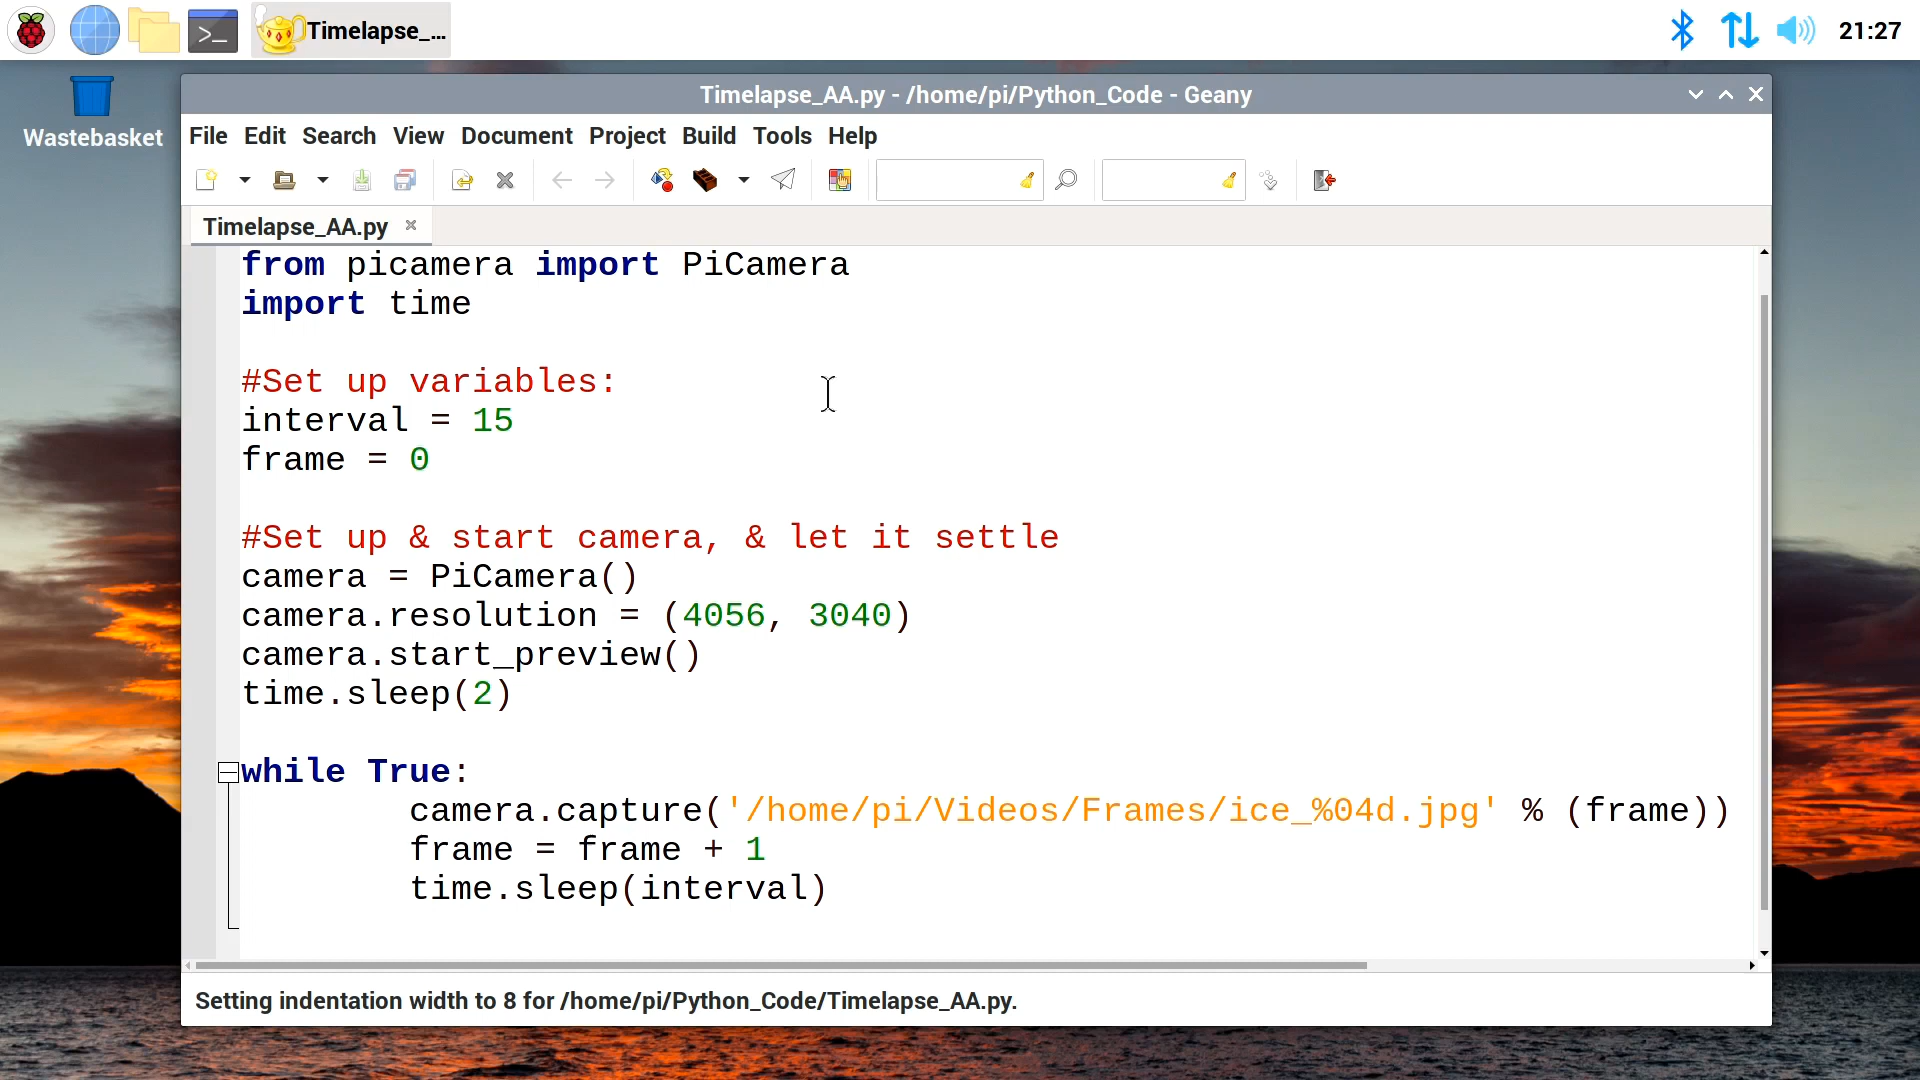 Timelapse_...
21:27
Wastebasket
Timelapse_AA.py - /home/pi/Python_Code - Geany
File Edit Search View Document Project Build Tools Help
Timelapse_AA.py
from picamera import PiCamera
import time
#Set up variables:
interval = 15
frame = 0
#Set up & start camera, & let it settle
camera = PiCamera()
camera.resolution = (4056, 3040)
camera.start_preview()
time.sleep(2)
while True:
camera.capture('/home/pi/Videos/Frames/ice_%04d.jpg' % (frame))
frame = frame + 1
time.sleep(interval)
Setting indentation width to 8 for /home/pi/Python_Code/Timelapse_AA.py.